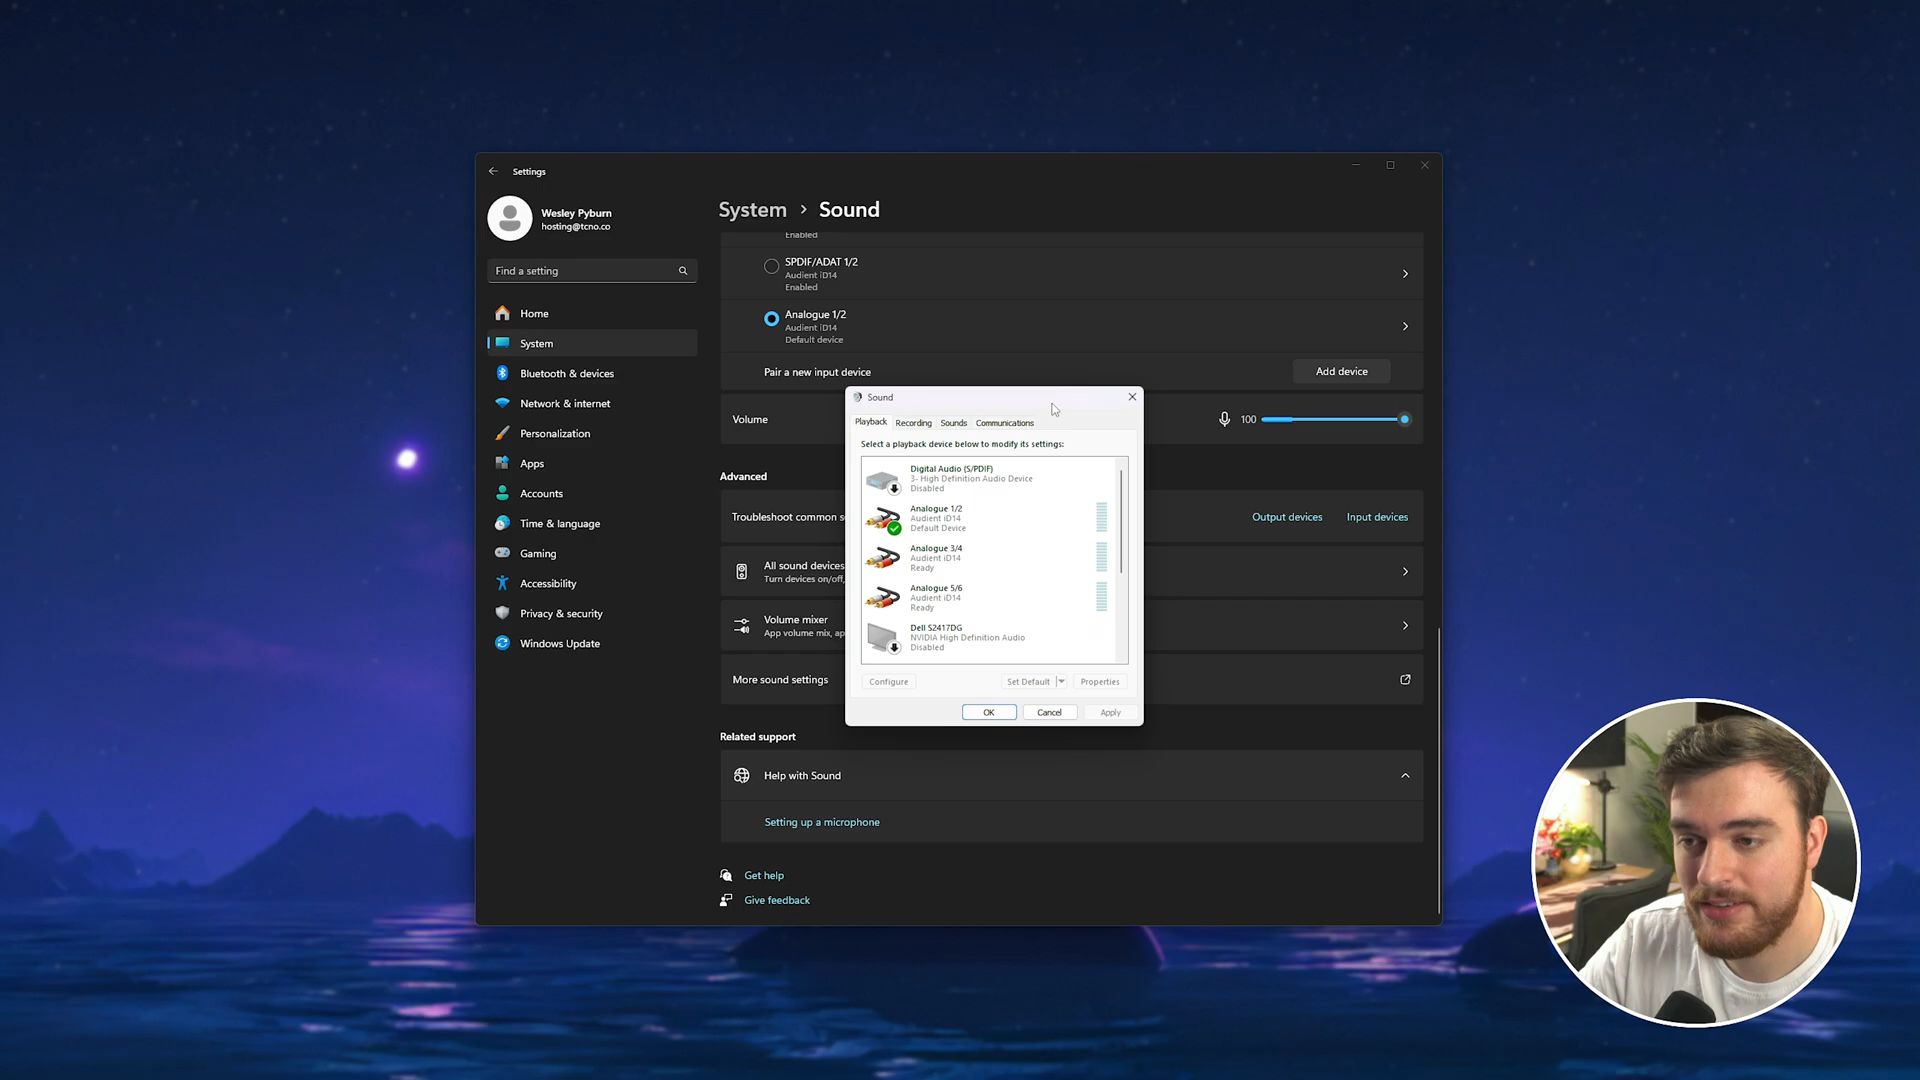 Settings
Wesley Pyburn
hosting@tcno.co
Find a setting
Home
System
Bluetooth & devices
Network & internet
Personalization
Apps
Accounts
Time & language
Gaming
Accessibility
Privacy & security
Windows Update
System > Sound
Enabled
SPDIF/ADAT 1/2
Audient iD14
Enabled
Analogue 1/2
Audient iD14
Default device
Pair a new input device
Add device
Volume
100
Advanced
Troubleshoot common s
Output devices
Input devices
All sound devices
Turn devices on/off,
Volume mixer
App volume mix, ap
More sound settings
Related support
Help with Sound
Setting up a microphone
Get help
Give feedback
Sound
Playback Recording Sounds Communications
Select a playback device below to modify its settings:
Digital Audio (S/PDIF)
3- High Definition Audio Device
Disabled
Analogue 1/2
Audient iD14
Default Device
Analogue 3/4
Audient iD14
Ready
Analogue 5/6
Audient iD14
Ready
Dell S2417DG
NVIDIA High Definition Audio
Disabled
Configure
Set Default
Properties
OK
Cancel
Apply